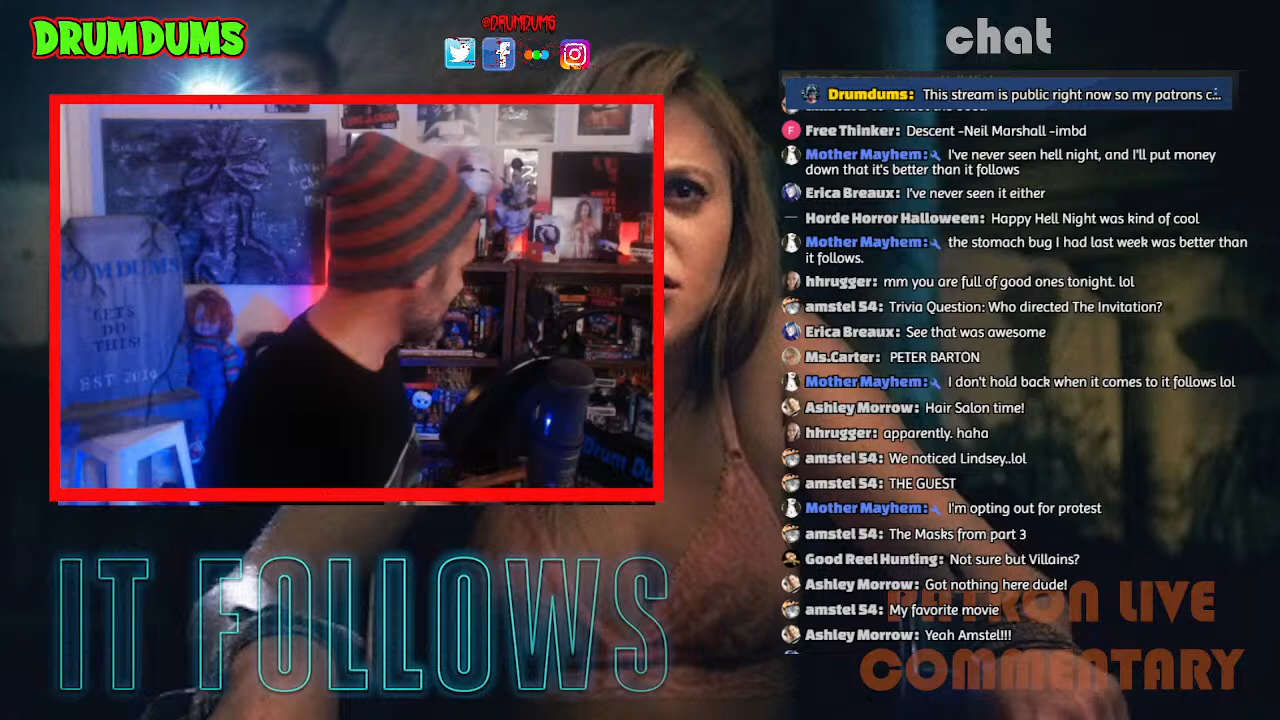 DRUMDUMS
@DRUMDUMS
chat
Drumdums: This stream is public right now so my patrons c...
Free Thinker: Descent -Neil Marshall -imbd
Mother Mayhem: I've never seen hell night, and I'll put money
down that it's better than it follows
Erica Breaux: I've never seen it either
Horde Horror Halloween: Happy Hell Night was kind of cool
Mother Mayhem: the stomach bug I had last week was better than
it follows.
hhrugger: mm you are full of good ones tonight. lol
amstel 54: Trivia Question: Who directed The Invitation?
Erica Breaux: See that was awesome
Ms.Carter: PETER BARTON
Mother Mayhem: I don't hold back when it comes to it follows lol
Ashley Morrow: Hair Salon time!
hhrugger: apparently. haha
amstel 54: We noticed Lindsey..lol
amstel 54: THE GUEST
Mother Mayhem: I'm opting out for protest
amstel 54: The Masks from part 3
Good Reel Hunting: Not sure but Villains?
Ashley Morrow: Got nothing here dude!
amstel 54: My favorite movie
Ashley Morrow: Yeah Amstel!!!
LET'S
DO
THIS!
EST 2019
Drum Du
IT FOLLOWS
PATRON LIVE
COMMENTARY